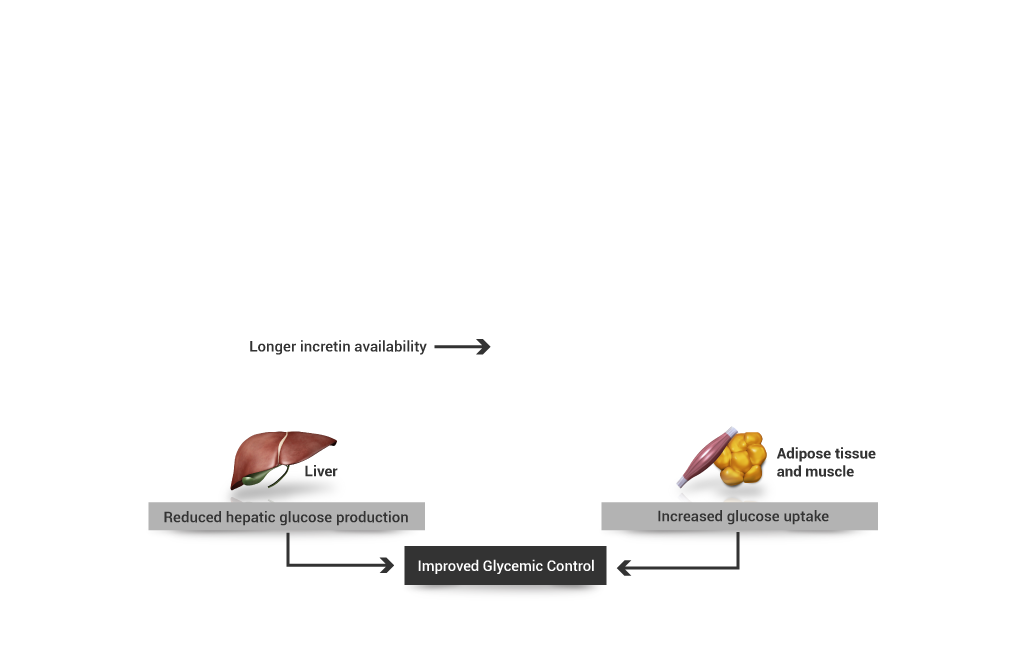 Longer incretin availability
Liver
Adipose tissue
and muscle
Reduced hepatic glucose production
Increased glucose uptake
Improved Glycemic Control